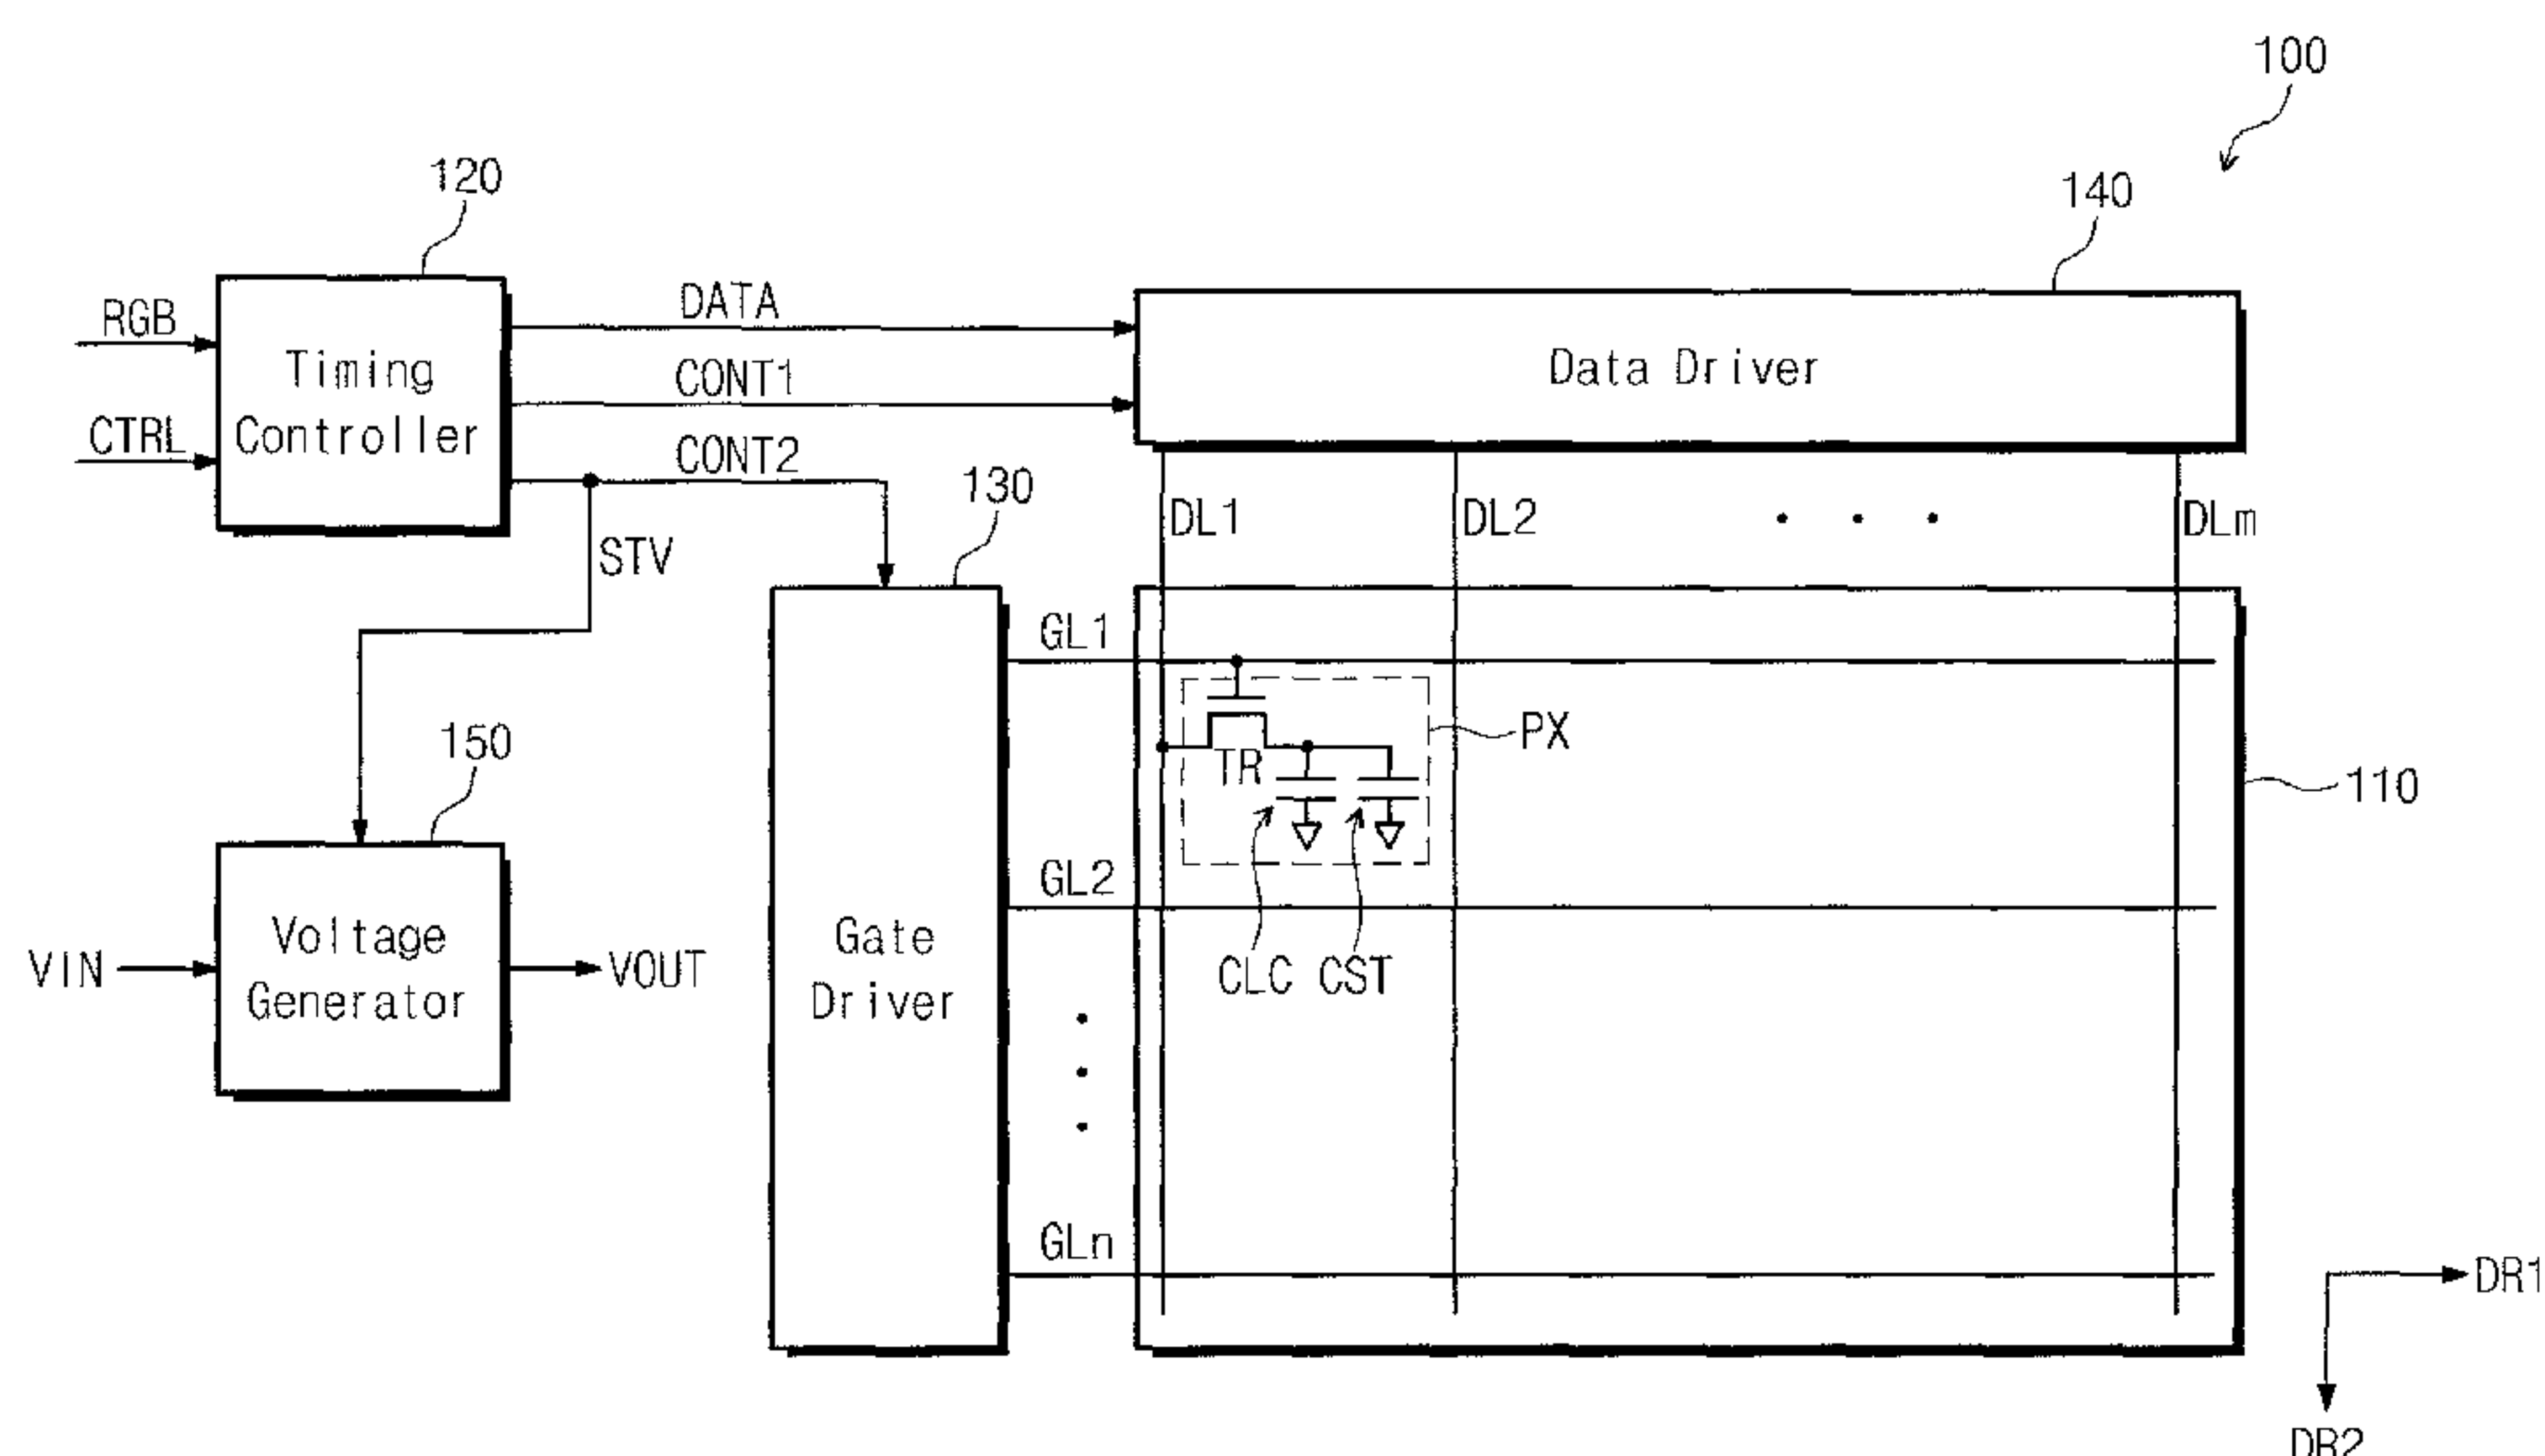 100
120
140
RGB
DATA
Timing
Controller
CONT1
Data Driver
CTRL
CONT2
130
STV
DL1
DL2
DLm
GL1
PX
TR
150
110
GL2
Voltage
Generator
Gate
Driver
VIN
VOUT
CLC
CST
GLn
DR1
DR2